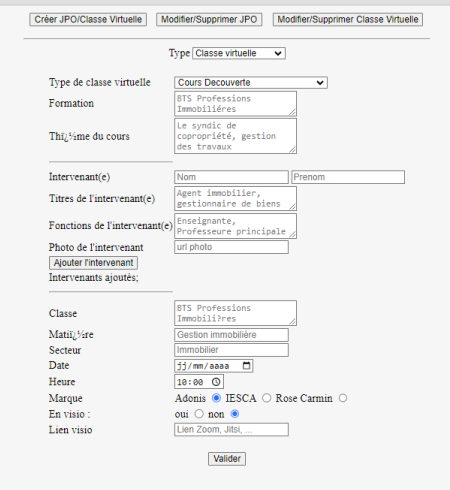 Créer JPO/Classe Virtuelle Modifier/Supprimer JPO Modifier/Supprimer Classe Virtuelle
Type Classe virtuelle
Type de classe virtuelle Cours Decouverte
Formation BTS Professions
Immobiliéres
Thï¿½me du cours Le syndic de
copropriété, gestion
des travaux
Intervenant(e) Nom Prenom
Titres de l'intervenant(e) Agent immobilier,
gestionnaire de biens
Fonctions de l'intervenant(e) Enseignante,
Professeure principale
Photo de l'intervenant url photo
Ajouter l'intervenant
Intervenants ajoutés;
Classe BTS Professions
Immobili?res
Matiï¿½re Gestion immobilière
Secteur Immobilier
Date jj/mm/aaaa
Heure 10:00
Marque Adonis IESCA Rose Carmin
En visio : oui non
Lien visio Lien Zoom, Jitsi, ...
Valider